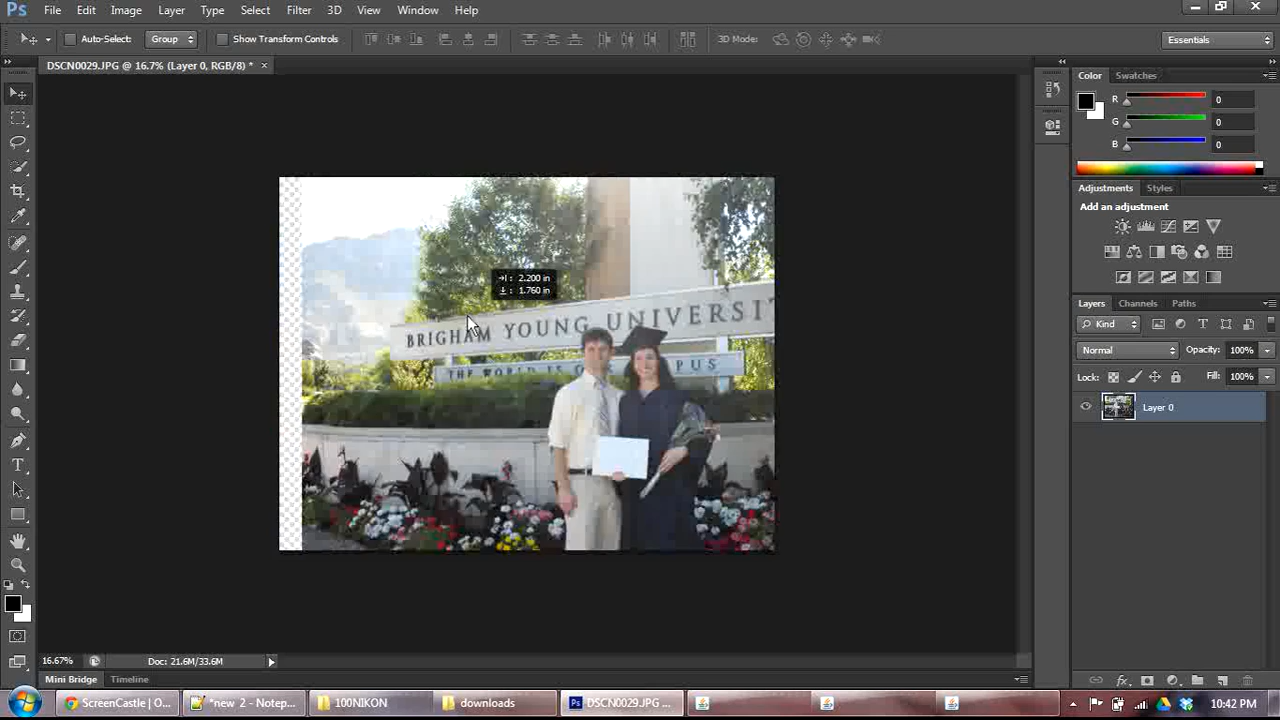 Ps File Edit Image Layer Type Select Filter 3D View Window Help
Auto-Select: Group Show Transform Controls 3D Mode: Essentials
DSCN0029.JPG @ 16.7% (Layer 0, RGB/8) * ×
Color Swatches
R 0
G 0
B 0
Adjustments Styles
Add an adjustment
→|: 2.200 in
↓: 1.760 in
BRIGHAM YOUNG UNIVERSIT
THE WORLD IS O PUS
Layers Channels Paths
Kind
Normal Opacity: 100%
Lock: Fill: 100%
Layer 0
16.67% Doc: 21.6M/33.6M
Mini Bridge Timeline
ScreenCastle | O... *new 2 - Notep... 100NIKON downloads DSCN0029.JPG ... 10:42 PM